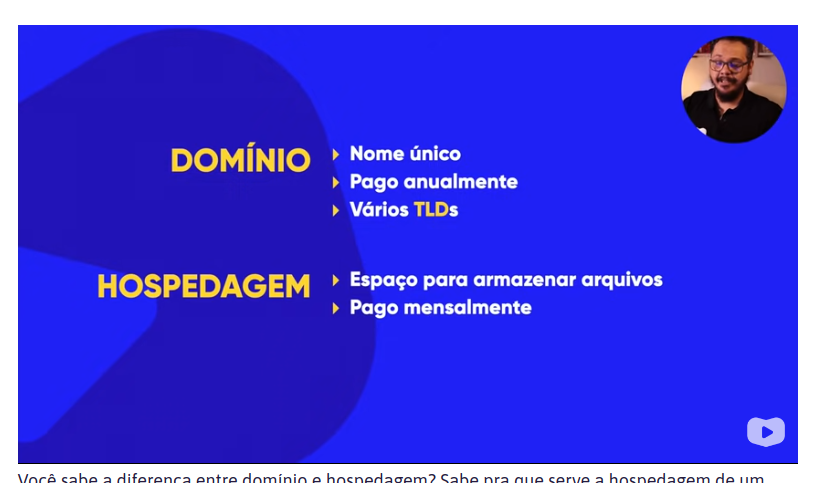 DOMÍNIO
Nome único
Pago anualmente
Vários TLDs
HOSPEDAGEM
Espaço para armazenar arquivos
Pago mensalmente
Você sabe a diferença entre domínio e hospedagem? Sabe pra que serve a hospedagem de um